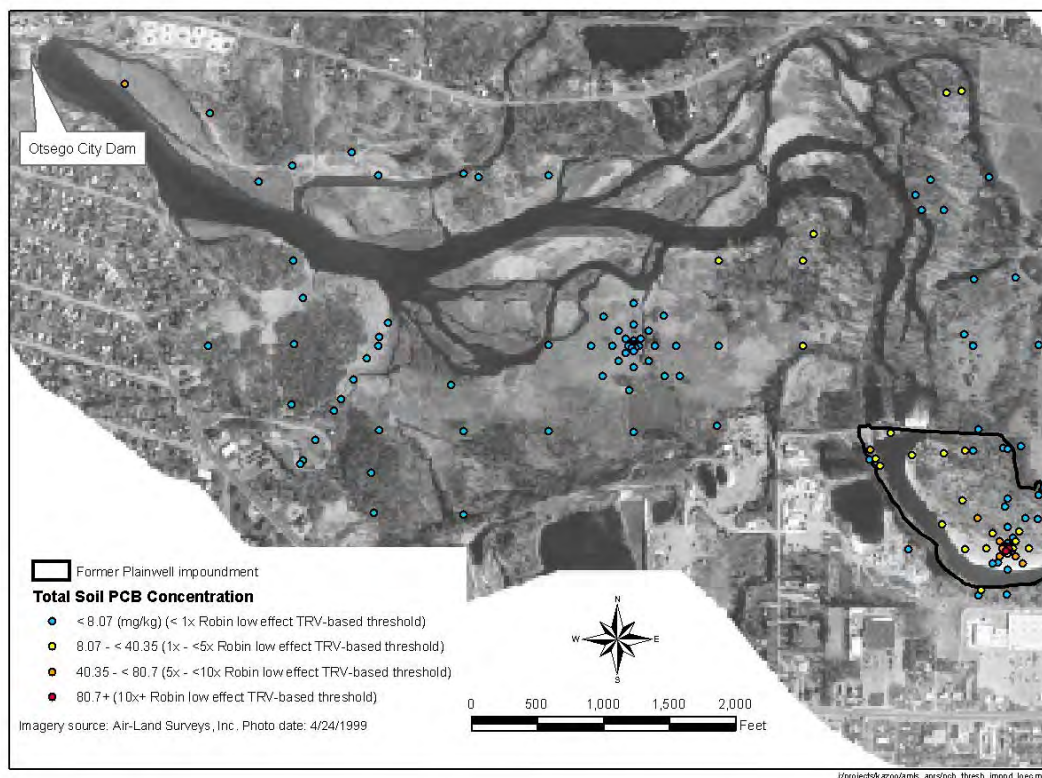 Otsego City Dam
Former Plainwell impoundment
Total Soil PCB Concentration
< 8.07 (mg/kg) (< 1x Robin low effect TRV-based threshold)
8.07 - < 40.35 (1x - <5x Robin low effect TRV-based threshold)
40.35 - < 80.7 (5x - <10x Robin low effect TRV-based threshold)
80.7+ (10x+ Robin low effect TRV-based threshold)
Imagery source: Air-Land Surveys, Inc. Photo date: 4/24/1999
N
W E
S
0 500 1,000 1,500 2,000
Feet